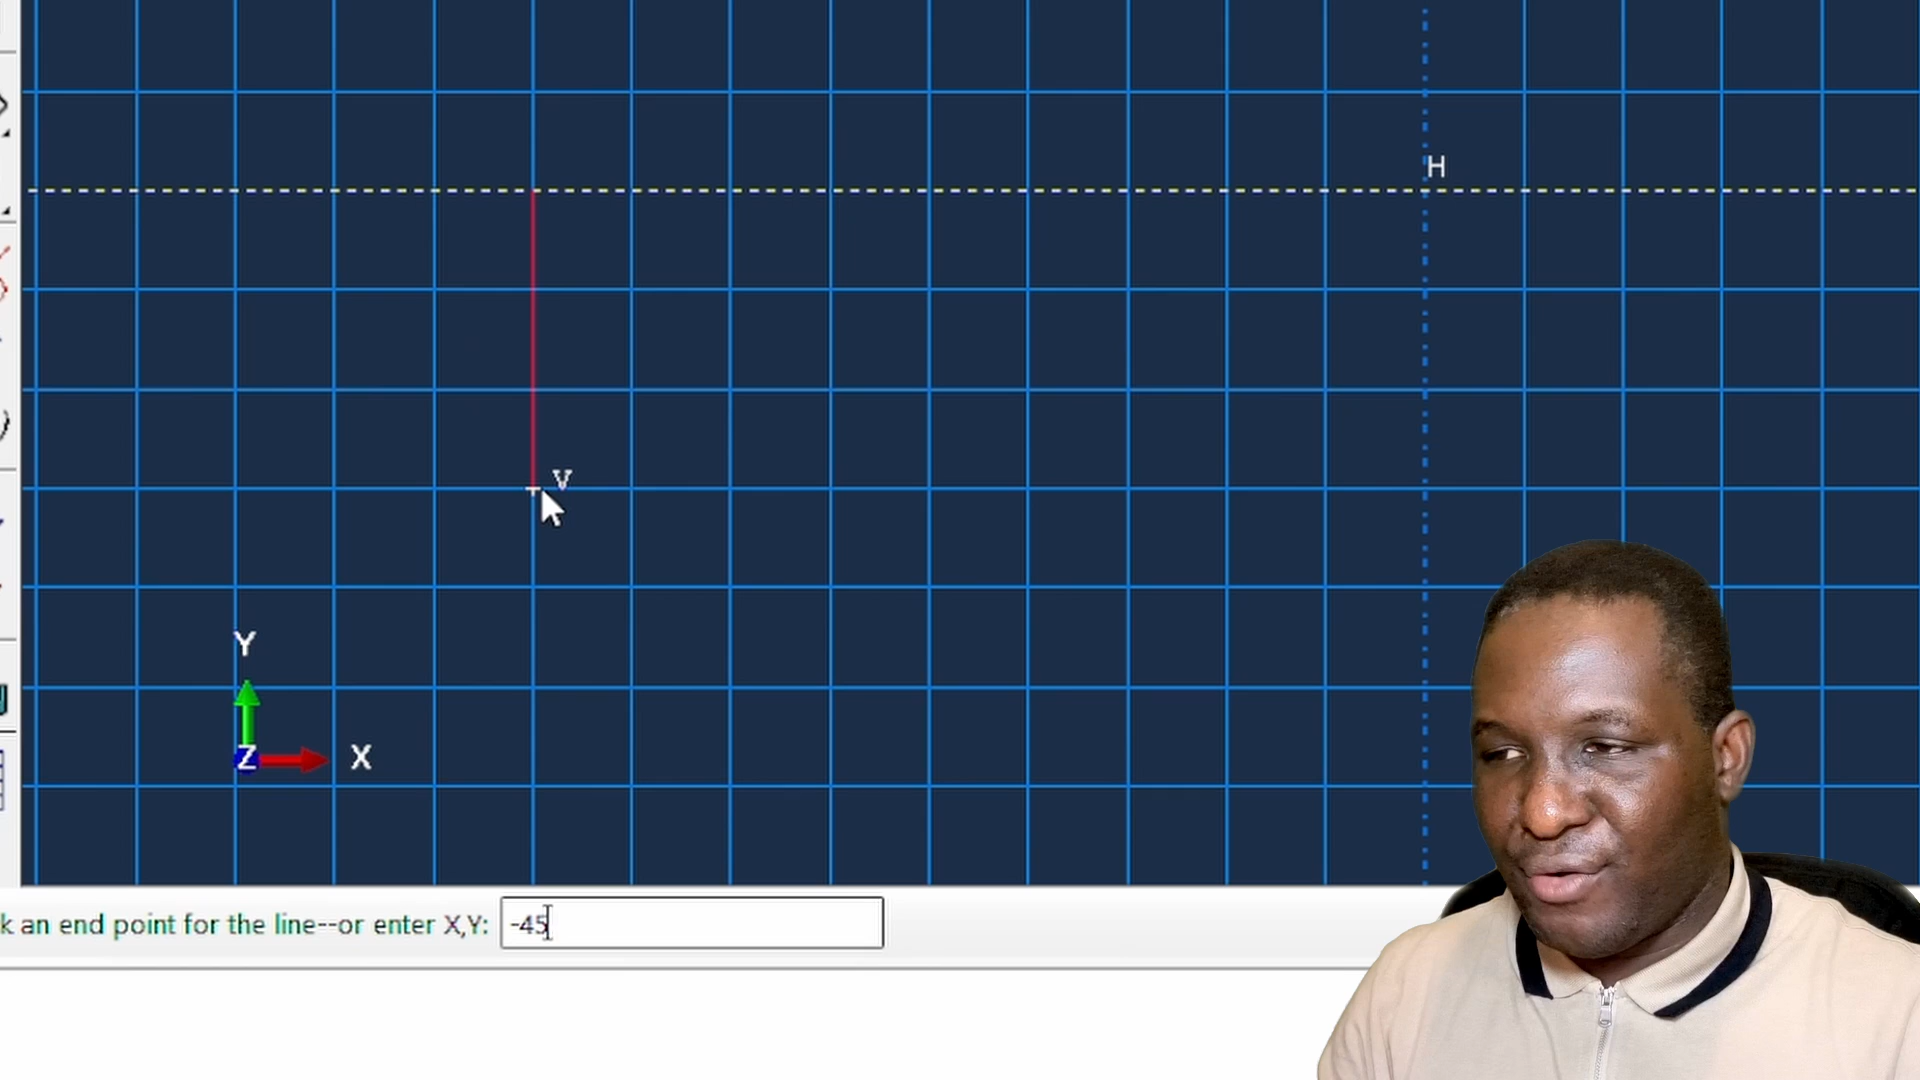 H
V
Y
Z
X
k an end point for the line--or enter X,Y: -45